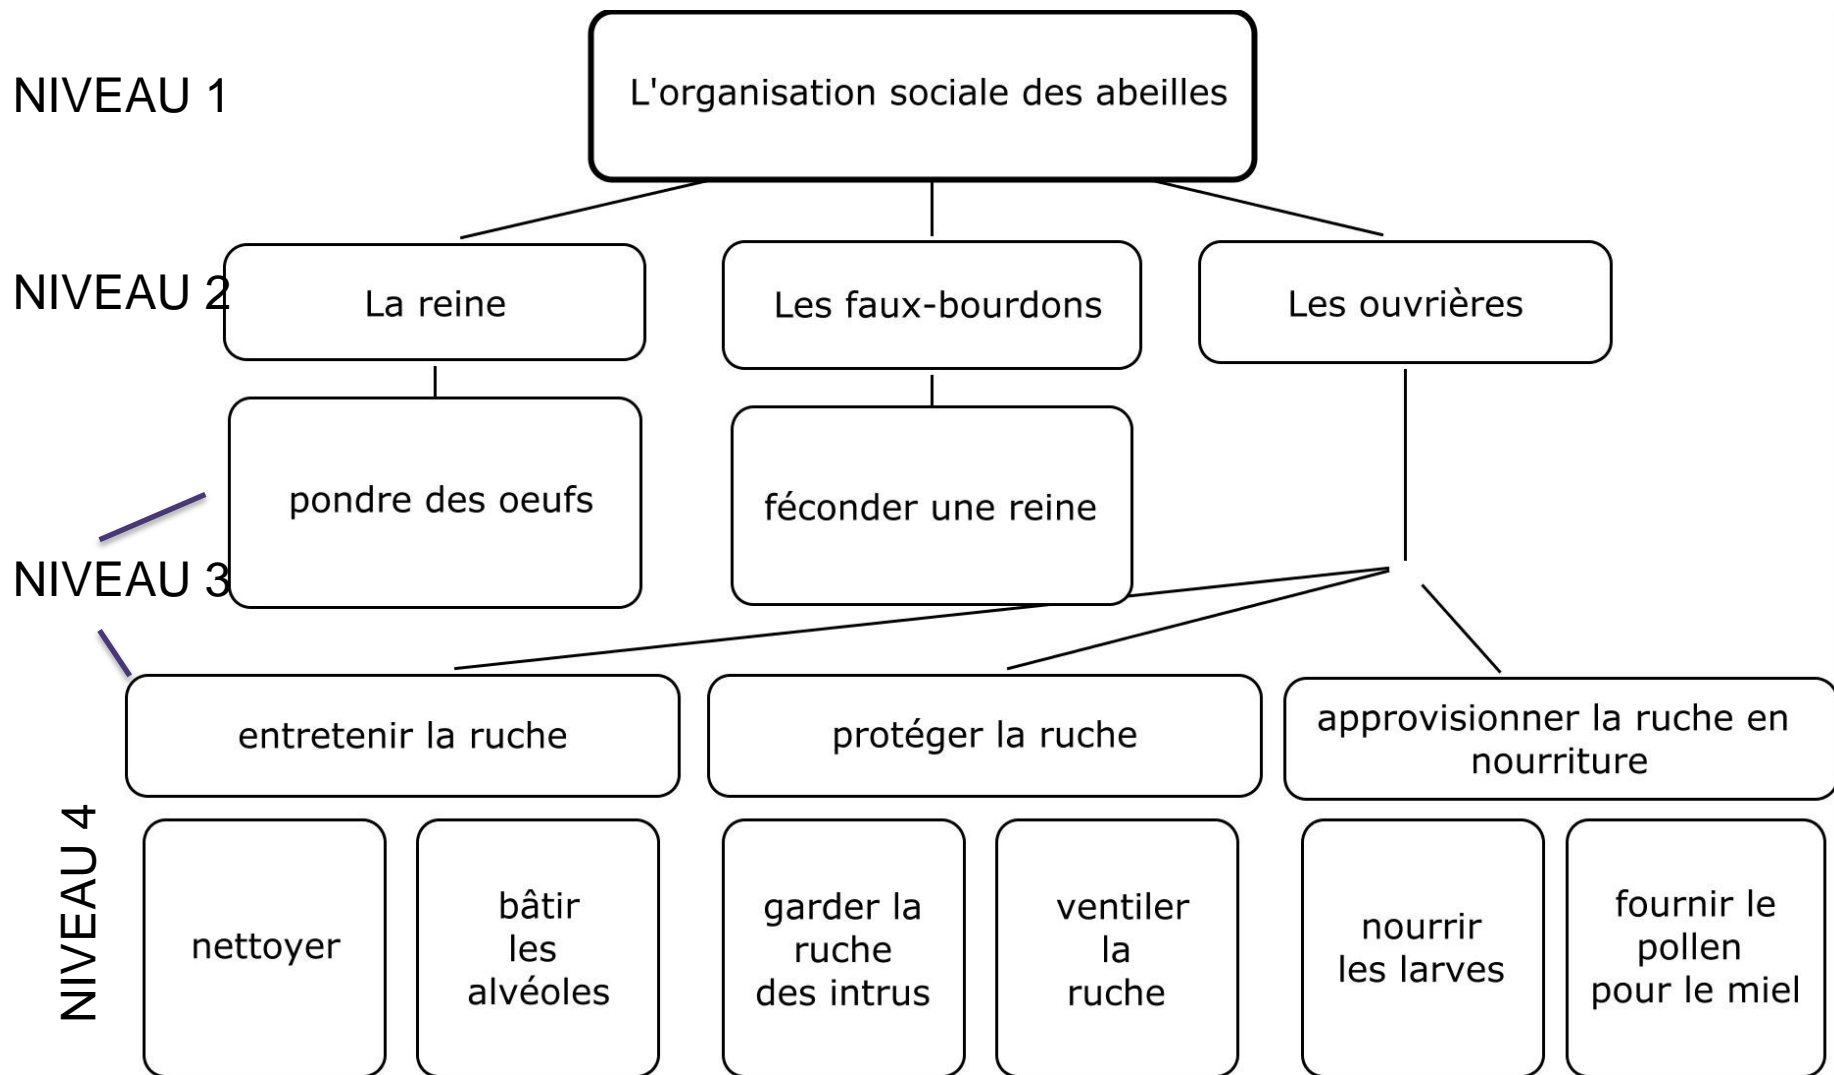 NIVEAU 1
L'organisation sociale des abeilles
NIVEAU 2
La reine
Les faux-bourdons
Les ouvrières
NIVEAU 3
pondre des oeufs
féconder une reine
entretenir la ruche
protéger la ruche
approvisionner la ruche en
nourriture
NIVEAU 4
nettoyer
bâtir
les
alvéoles
garder la
ruche
des intrus
ventiler
la
ruche
nourrir
les larves
fournir le
pollen
pour le miel